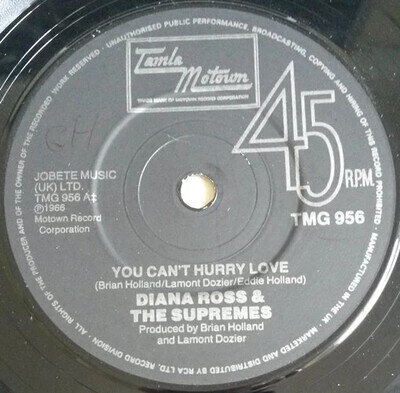 UNAUTHORISED PUBLIC PERFORMANCE, BROADCASTING, COPYING AND HIRING OF THIS RECORD PROHIBITED.
MANUFACTURED IN THE UK.
MARKETED AND DISTRIBUTED IN THE UK BY RCA LTD. RECORD DIVISION.
ALL RIGHTS OF THE PRODUCER AND OF THE OWNER OF THE RECORDED WORK RESERVED.
Tamla
Motown
TRADE MARK OF MOTOWN RECORD CORPORATION
45
R.P.M.
GH
JOBETE MUSIC
(UK) LTD.
TMG 956 A‡
℗1966
Motown Record
Corporation
TMG 956
YOU CAN'T HURRY LOVE
(Brian Holland/Lamont Dozier/Eddie Holland)
DIANA ROSS &
THE SUPREMES
Produced by Brian Holland
and Lamont Dozier